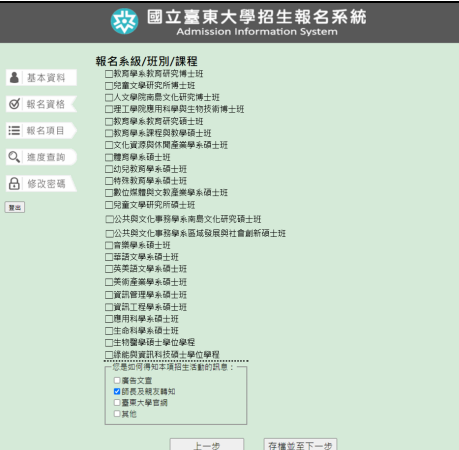 國立臺東大學招生報名系統
Admission Information System
基本資料
報名資格
報名項目
進度查詢
修改密碼
登出
報名系級/班別/課程
教育學系教育研究博士班
兒童文學研究所博士班
人文學院南島文化研究博士班
理工學院應用科學與生物技術博士班
教育學系教育研究碩士班
教育學系課程與教學碩士班
文化資源與休閒產業學系碩士班
體育學系碩士班
幼兒教育學系碩士班
特殊教育學系碩士班
數位媒體與文教產業學系碩士班
兒童文學研究所碩士班
公共與文化事務學系南島文化研究碩士班
公共與文化事務學系區域發展與社會創新碩士班
音樂學系碩士班
華語文學系碩士班
英美語文學系碩士班
美術產業學系碩士班
資訊管理學系碩士班
資訊工程學系碩士班
應用科學系碩士班
生命科學系碩士班
生物醫學碩士學位學程
綠能與資訊科技碩士學位學程
您是如何得知本項招生活動的訊息：
廣告文宣
師長及親友轉知
臺東大學官網
其他
上一步
存檔並至下一步